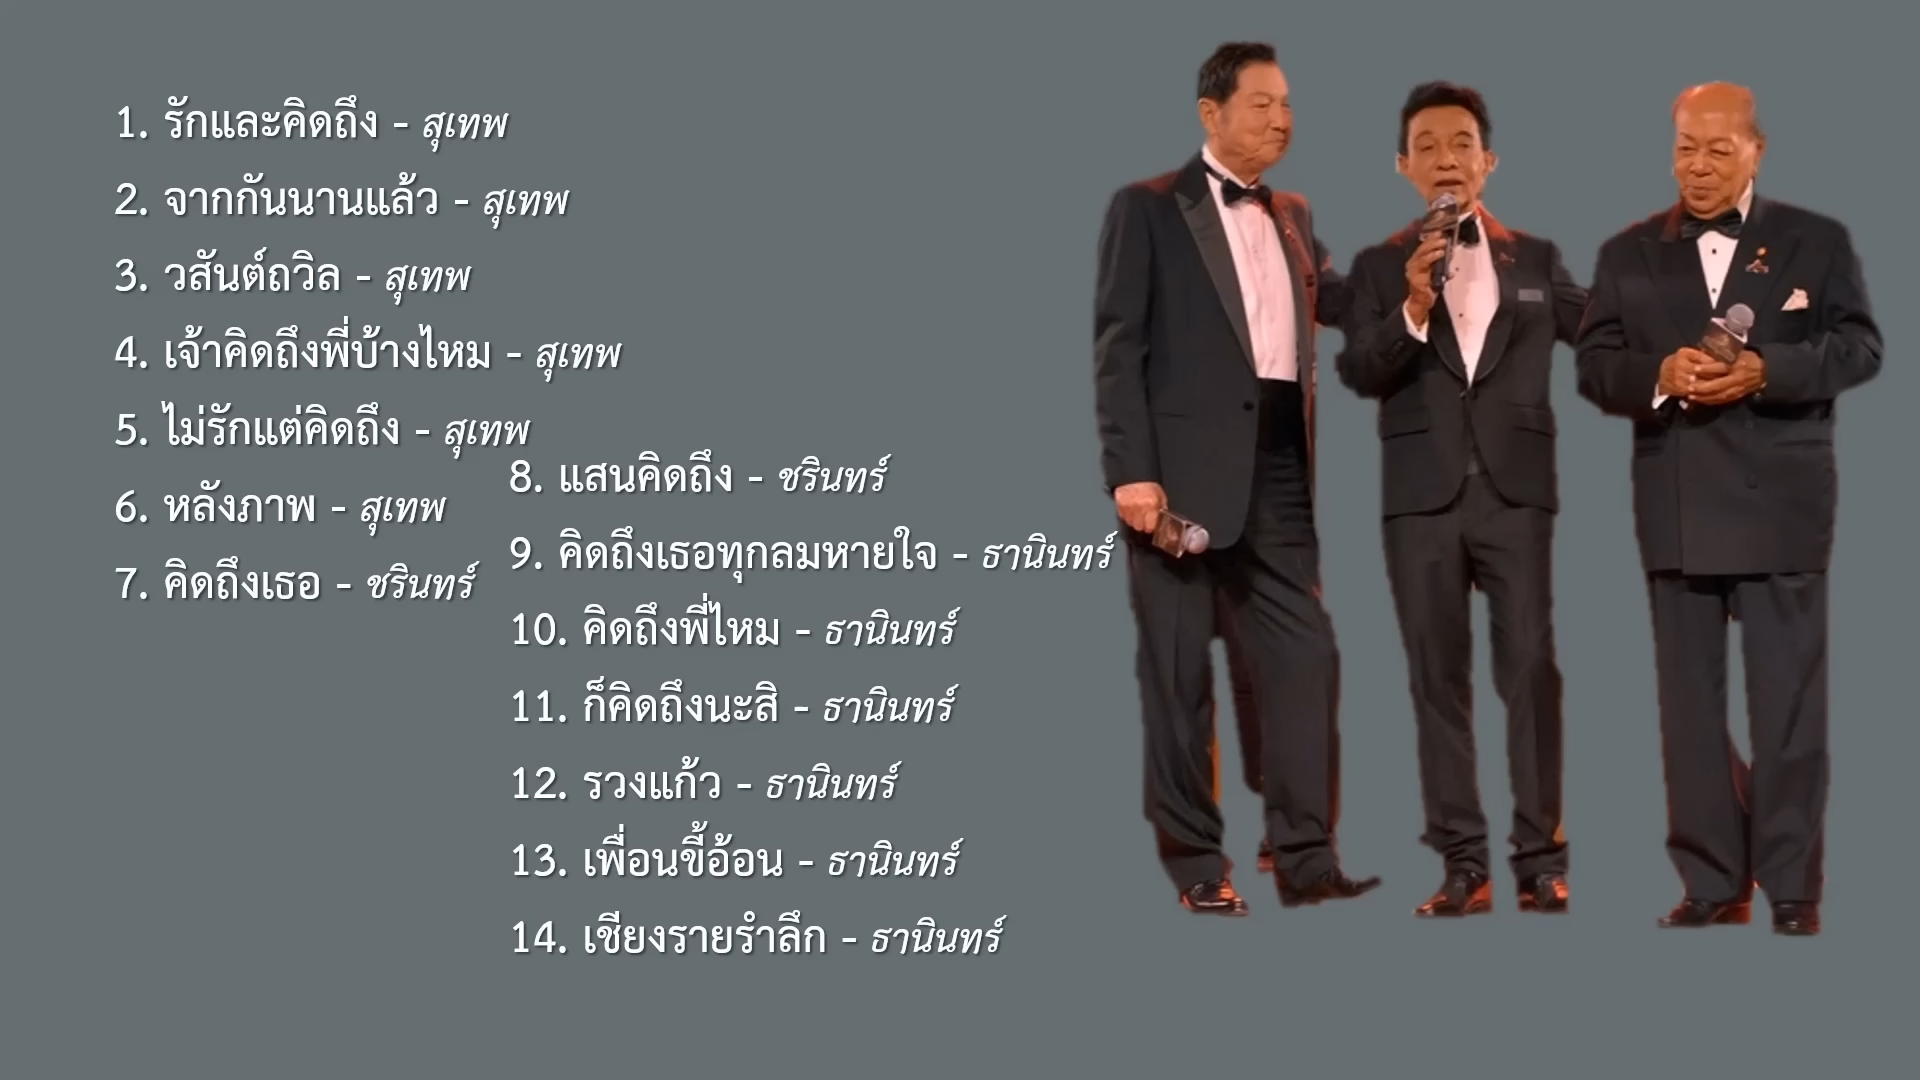 1. รักและคิดถึง - สุเทพ
2. จากกันนานแล้ว - สุเทพ
3. วสันต์ถวิล - สุเทพ
4. เจ้าคิดถึงพี่บ้างไหม - สุเทพ
5. ไม่รักแต่คิดถึง - สุเทพ
6. หลังภาพ - สุเทพ
7. คิดถึงเธอ - ชรินทร์
8. แสนคิดถึง - ชรินทร์
9. คิดถึงเธอทุกลมหายใจ - ธานินทร์
10. คิดถึงพี่ไหม - ธานินทร์
11. ก็คิดถึงนะสิ - ธานินทร์
12. รวงแก้ว - ธานินทร์
13. เพื่อนขี้อ้อน - ธานินทร์
14. เชียงรายรำลึก - ธานินทร์